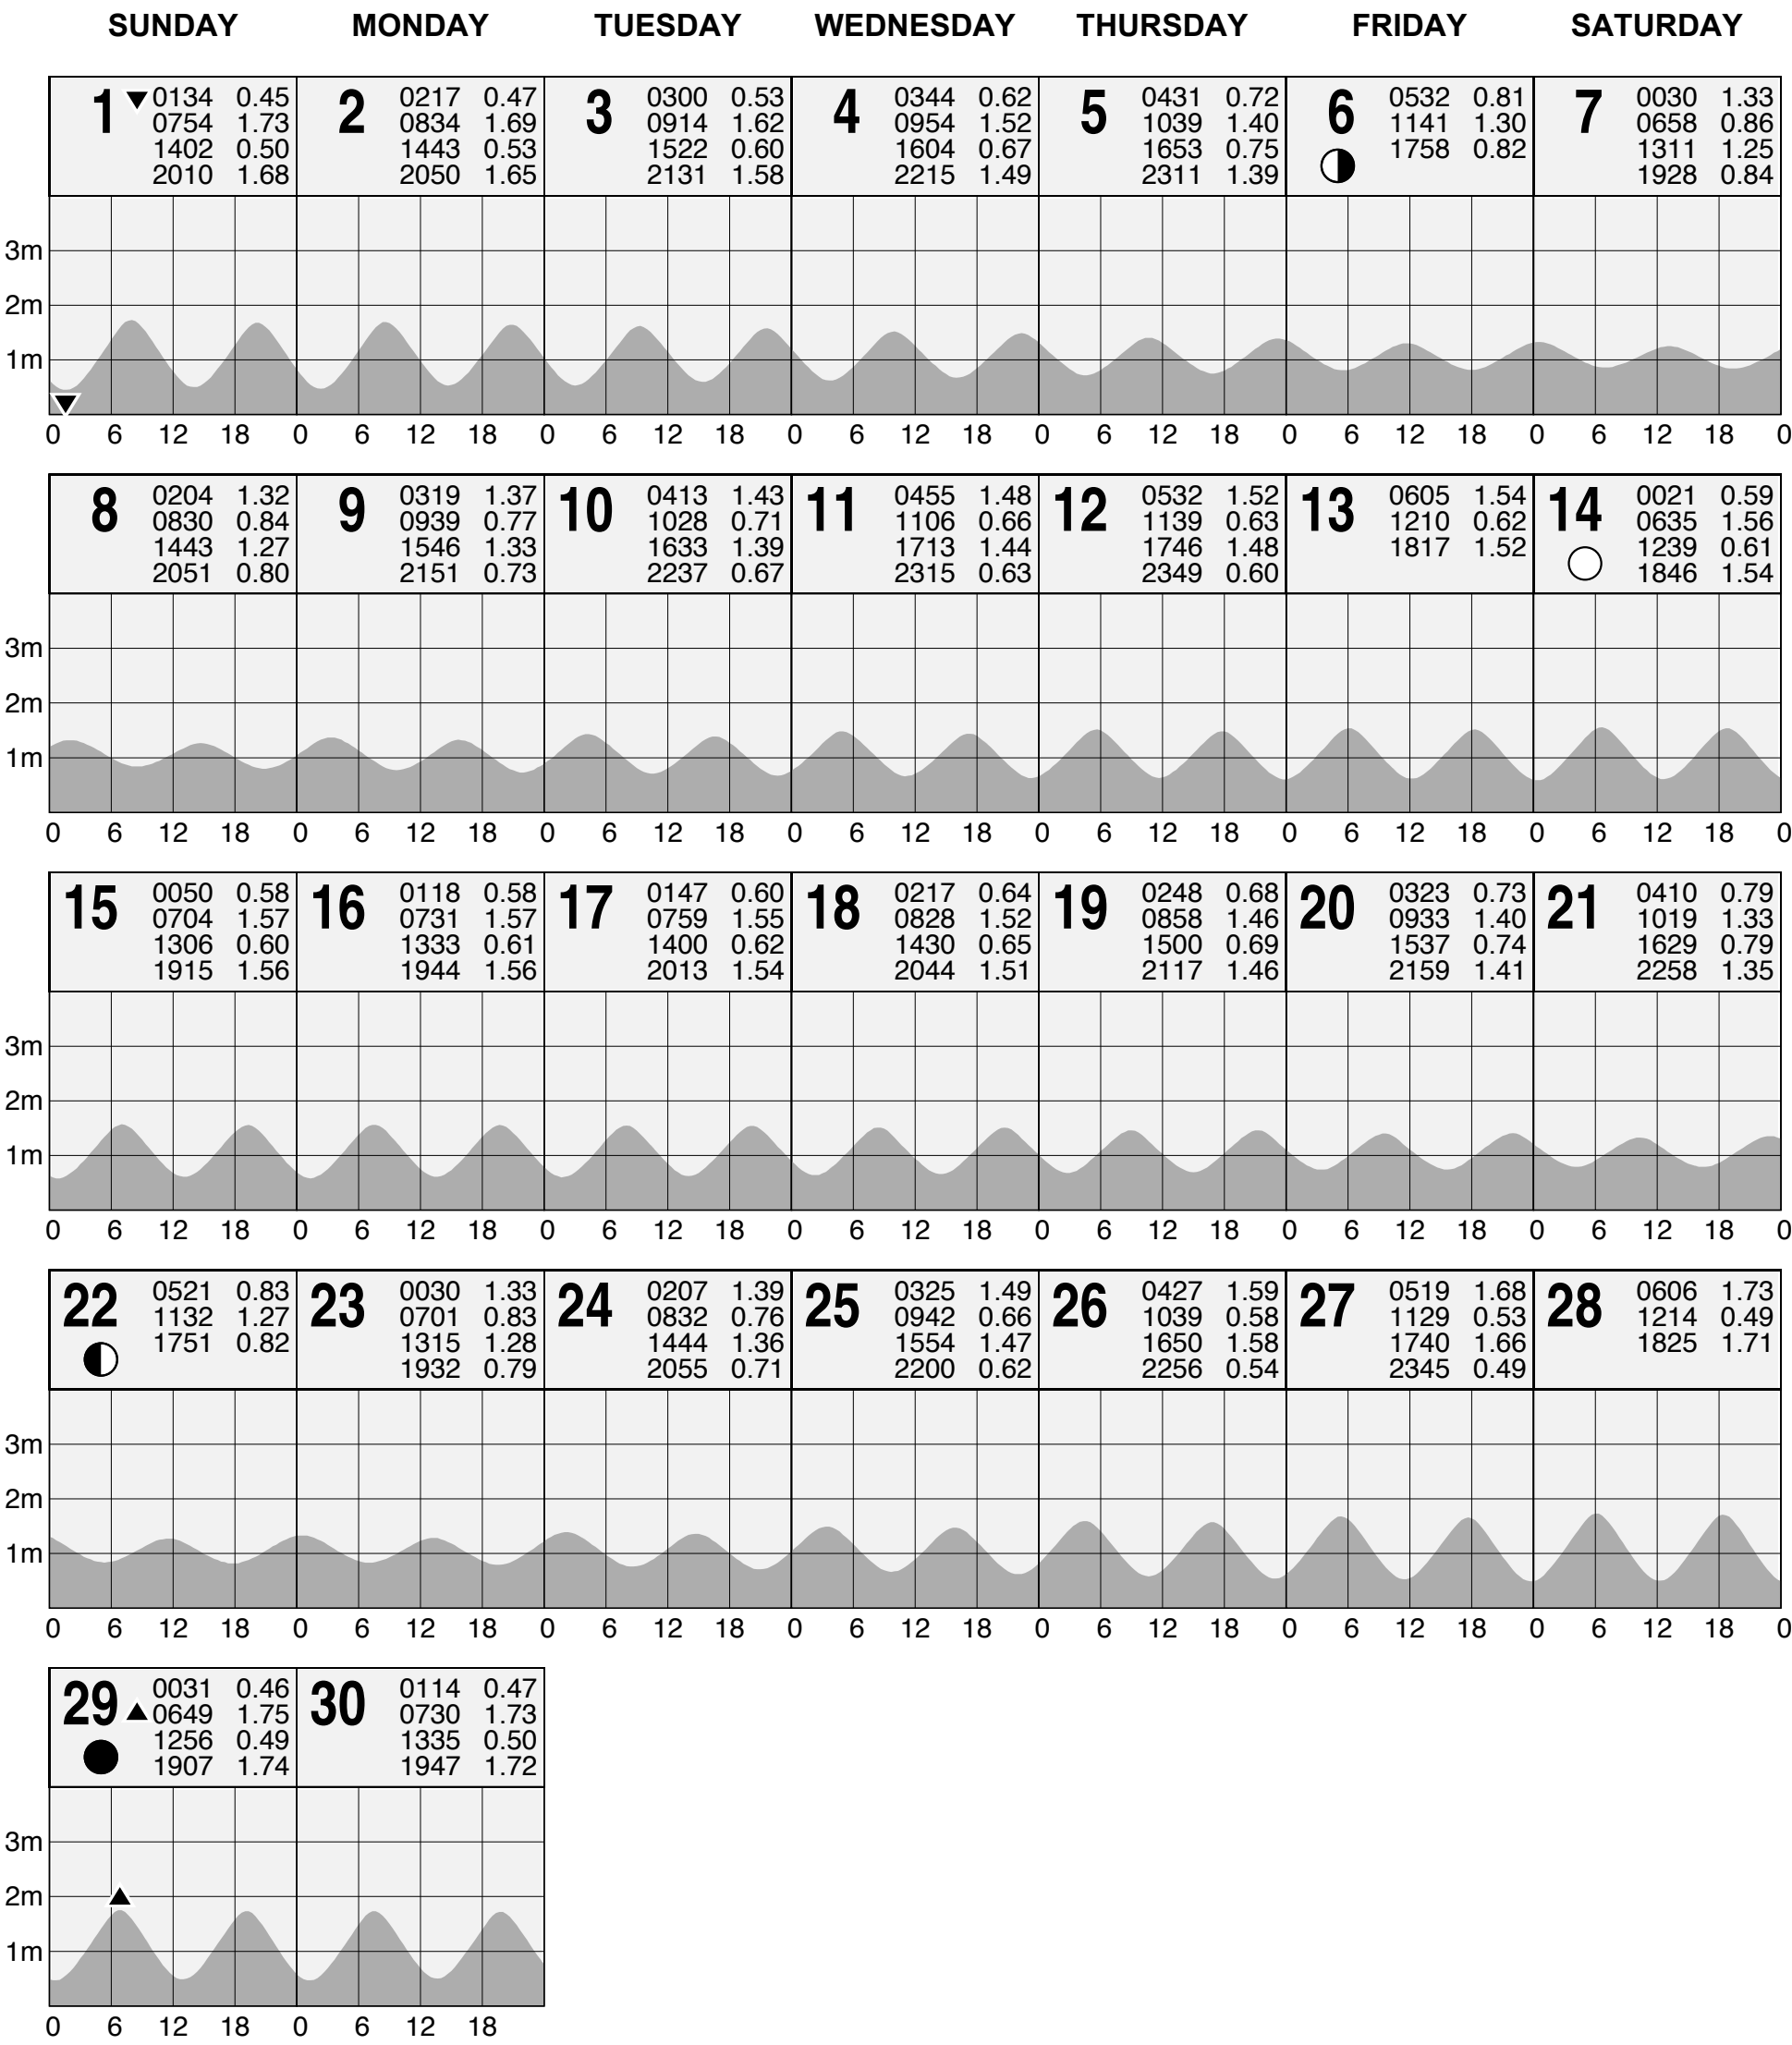 SUNDAY MONDAY TUESDAY WEDNESDAY THURSDAY FRIDAY SATURDAY
1 0134 0.45
0754 1.73
1402 0.50
2010 1.68
2 0217 0.47
0834 1.69
1443 0.53
2050 1.65
3 0300 0.53
0914 1.62
1522 0.60
2131 1.58
4 0344 0.62
0954 1.52
1604 0.67
2215 1.49
5 0431 0.72
1039 1.40
1653 0.75
2311 1.39
6 0532 0.81
1141 1.30
1758 0.82
7 0030 1.33
0658 0.86
1311 1.25
1928 0.84
3m
2m
1m
0 6 12 18 0 6 12 18 0 6 12 18 0 6 12 18 0 6 12 18 0 6 12 18 0 6 12 18 0
8 0204 1.32
0830 0.84
1443 1.27
2051 0.80
9 0319 1.37
0939 0.77
1546 1.33
2151 0.73
10 0413 1.43
1028 0.71
1633 1.39
2237 0.67
11 0455 1.48
1106 0.66
1713 1.44
2315 0.63
12 0532 1.52
1139 0.63
1746 1.48
2349 0.60
13 0605 1.54
1210 0.62
1817 1.52
14 0021 0.59
0635 1.56
1239 0.61
1846 1.54
3m
2m
1m
0 6 12 18 0 6 12 18 0 6 12 18 0 6 12 18 0 6 12 18 0 6 12 18 0 6 12 18 0
15 0050 0.58
0704 1.57
1306 0.60
1915 1.56
16 0118 0.58
0731 1.57
1333 0.61
1944 1.56
17 0147 0.60
0759 1.55
1400 0.62
2013 1.54
18 0217 0.64
0828 1.52
1430 0.65
2044 1.51
19 0248 0.68
0858 1.46
1500 0.69
2117 1.46
20 0323 0.73
0933 1.40
1537 0.74
2159 1.41
21 0410 0.79
1019 1.33
1629 0.79
2258 1.35
3m
2m
1m
0 6 12 18 0 6 12 18 0 6 12 18 0 6 12 18 0 6 12 18 0 6 12 18 0 6 12 18 0
22 0521 0.83
1132 1.27
1751 0.82
23 0030 1.33
0701 0.83
1315 1.28
1932 0.79
24 0207 1.39
0832 0.76
1444 1.36
2055 0.71
25 0325 1.49
0942 0.66
1554 1.47
2200 0.62
26 0427 1.59
1039 0.58
1650 1.58
2256 0.54
27 0519 1.68
1129 0.53
1740 1.66
2345 0.49
28 0606 1.73
1214 0.49
1825 1.71
3m
2m
1m
0 6 12 18 0 6 12 18 0 6 12 18 0 6 12 18 0 6 12 18 0 6 12 18 0 6 12 18 0
29 0031 0.46
0649 1.75
1256 0.49
1907 1.74
30 0114 0.47
0730 1.73
1335 0.50
1947 1.72
3m
2m
1m
0 6 12 18 0 6 12 18